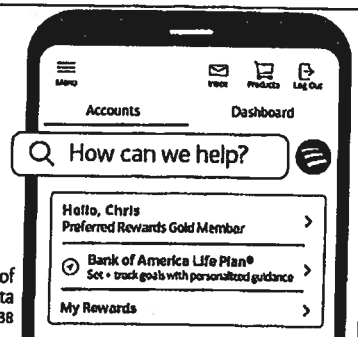 Menu
Inbox
Products
Log Out
Accounts
Dashboard
How can we help?
Hello, Chris
Preferred Rewards Gold Member
Bank of America Life Plan®
Set + track goals with personalized guidance
My Rewards
of
ta
38